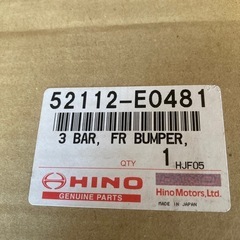 52112-E0481
3 BAR, FR BUMPER,
QTY 1 HJF05
HINO
GENUINE PARTS
Hino Motors, Ltd.
MADE IN JAPAN